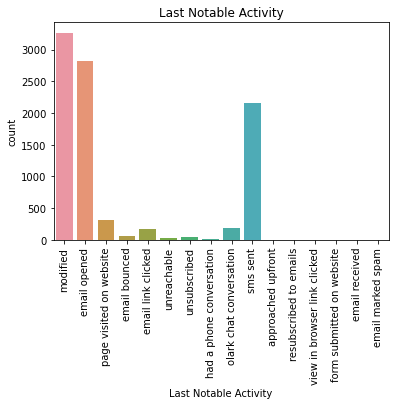 Last Notable Activity
count
3000
2500
2000
1500
1000
500
0
modified
email opened
page visited on website
email bounced
email link clicked
unreachable
unsubscribed
had a phone conversation
olark chat conversation
sms sent
approached upfront
resubscribed to emails
view in browser link clicked
form submitted on website
email received
email marked spam
Last Notable Activity